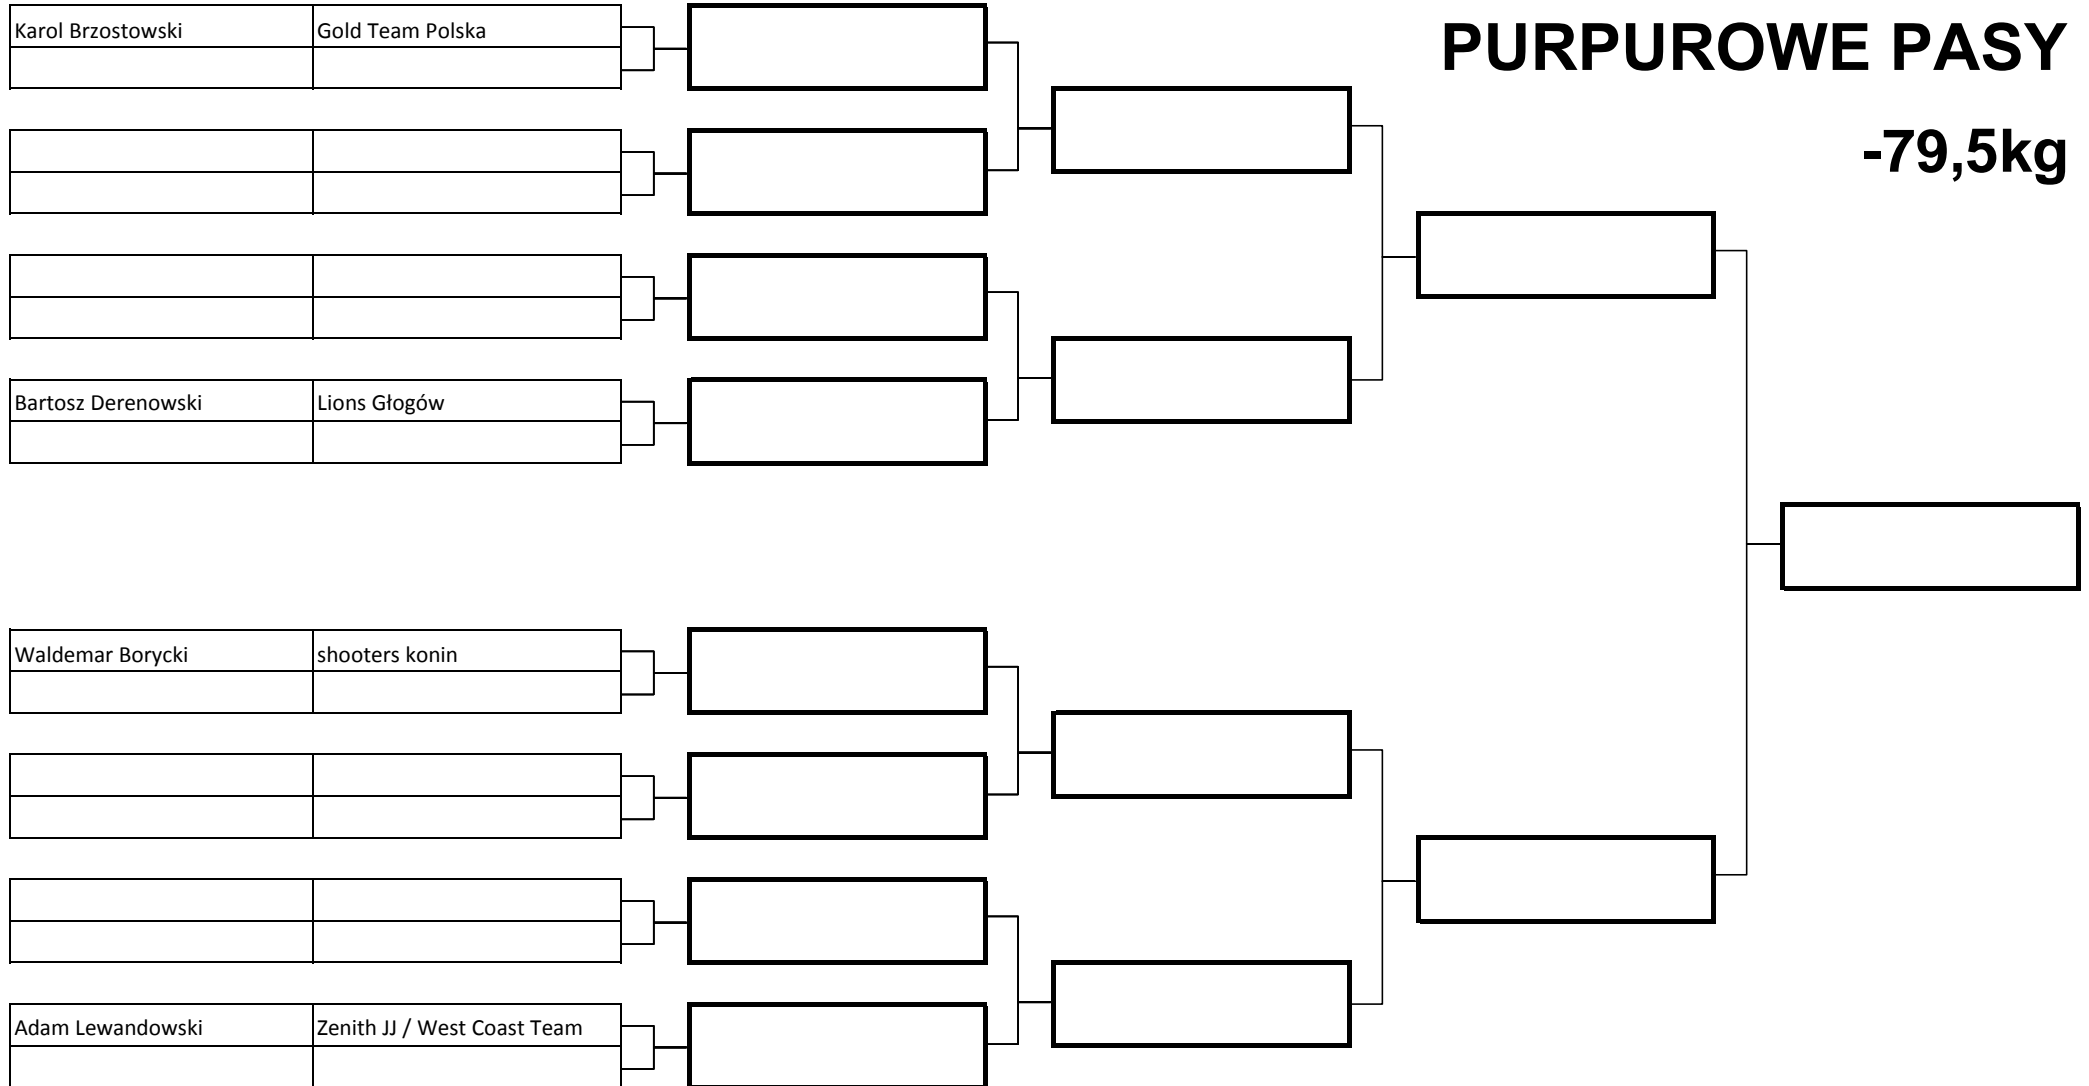 PURPUROWE PASY
-79,5kg
Karol Brzostowski Gold Team Polska
Bartosz Derenowski Lions Głogów
Waldemar Borycki shooters konin
Adam Lewandowski Zenith JJ / West Coast Team